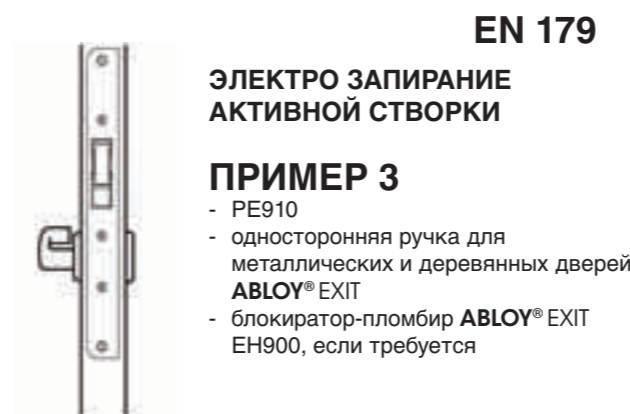 EN 179
ЭЛЕКТРО ЗАПИРАНИЕ
АКТИВНОЙ СТВОРКИ
ПРИМЕР 3
- PE910
- односторонняя ручка для
металлических и деревянных дверей
ABLOY® EXIT
- блокиратор-пломбир ABLOY® EXIT
EH900, если требуется